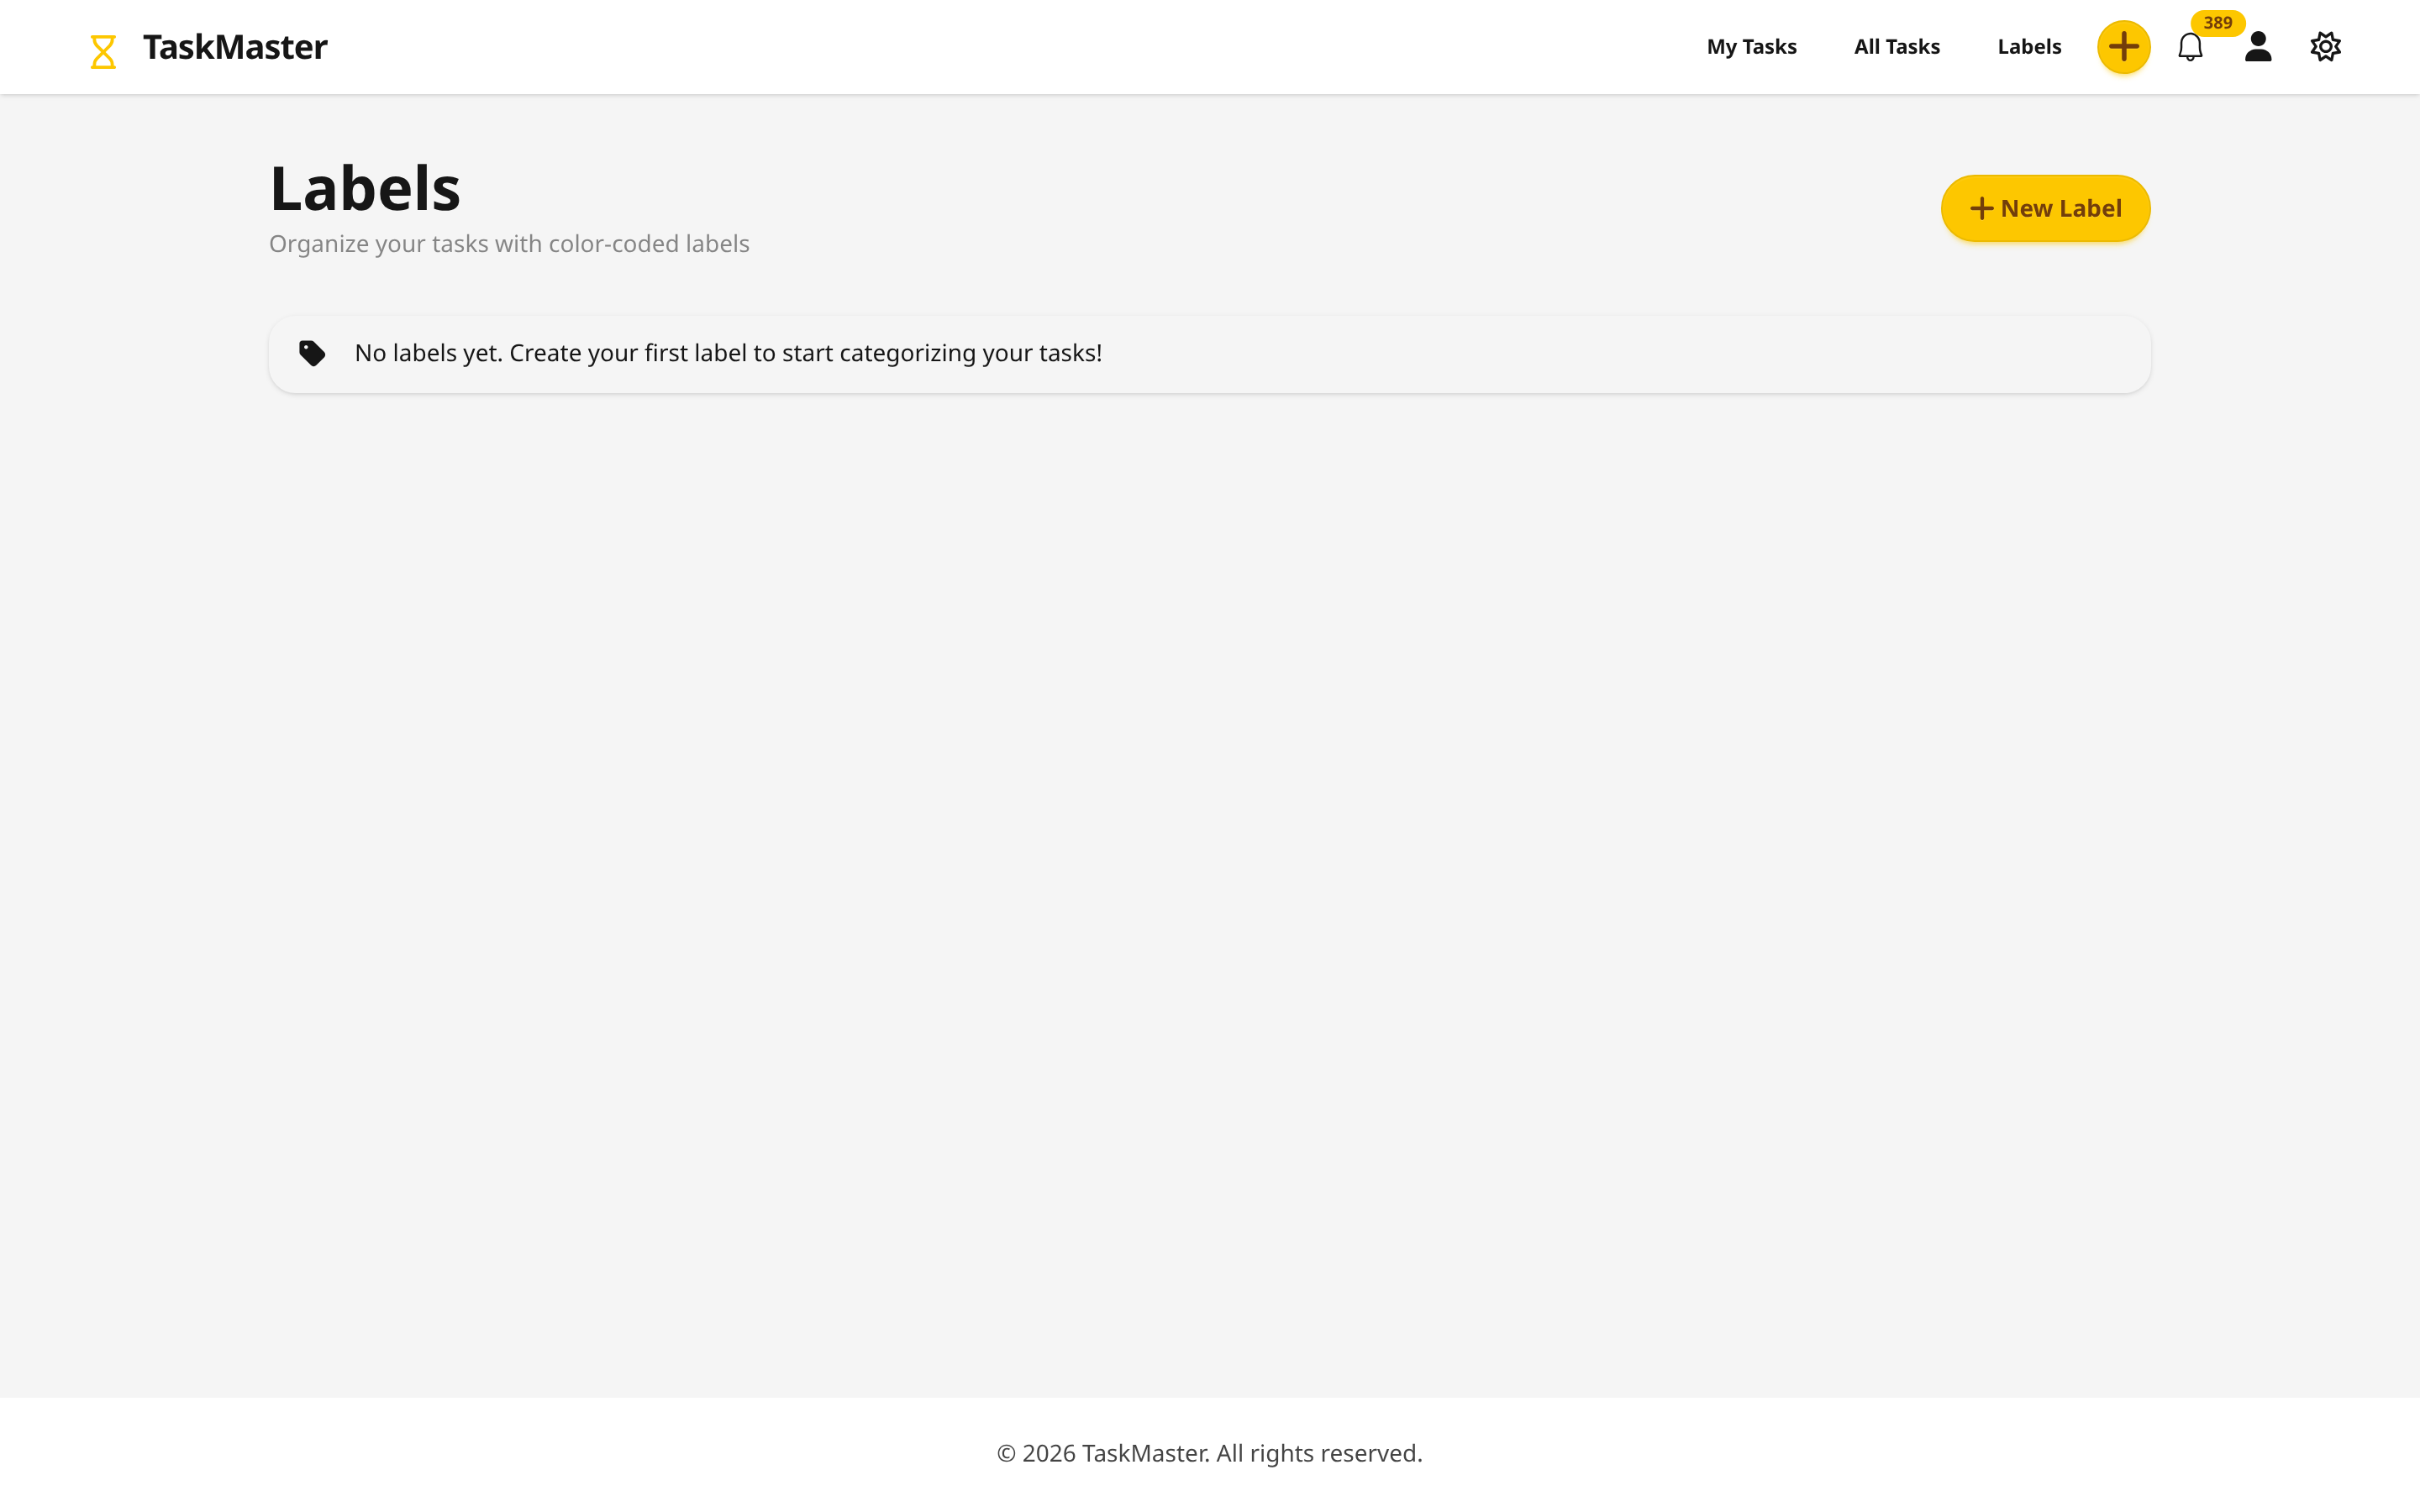 TaskMaster
My Tasks
All Tasks
Labels
389
Labels
Organize your tasks with color-coded labels
New Label
No labels yet. Create your first label to start categorizing your tasks!
© 2026 TaskMaster. All rights reserved.